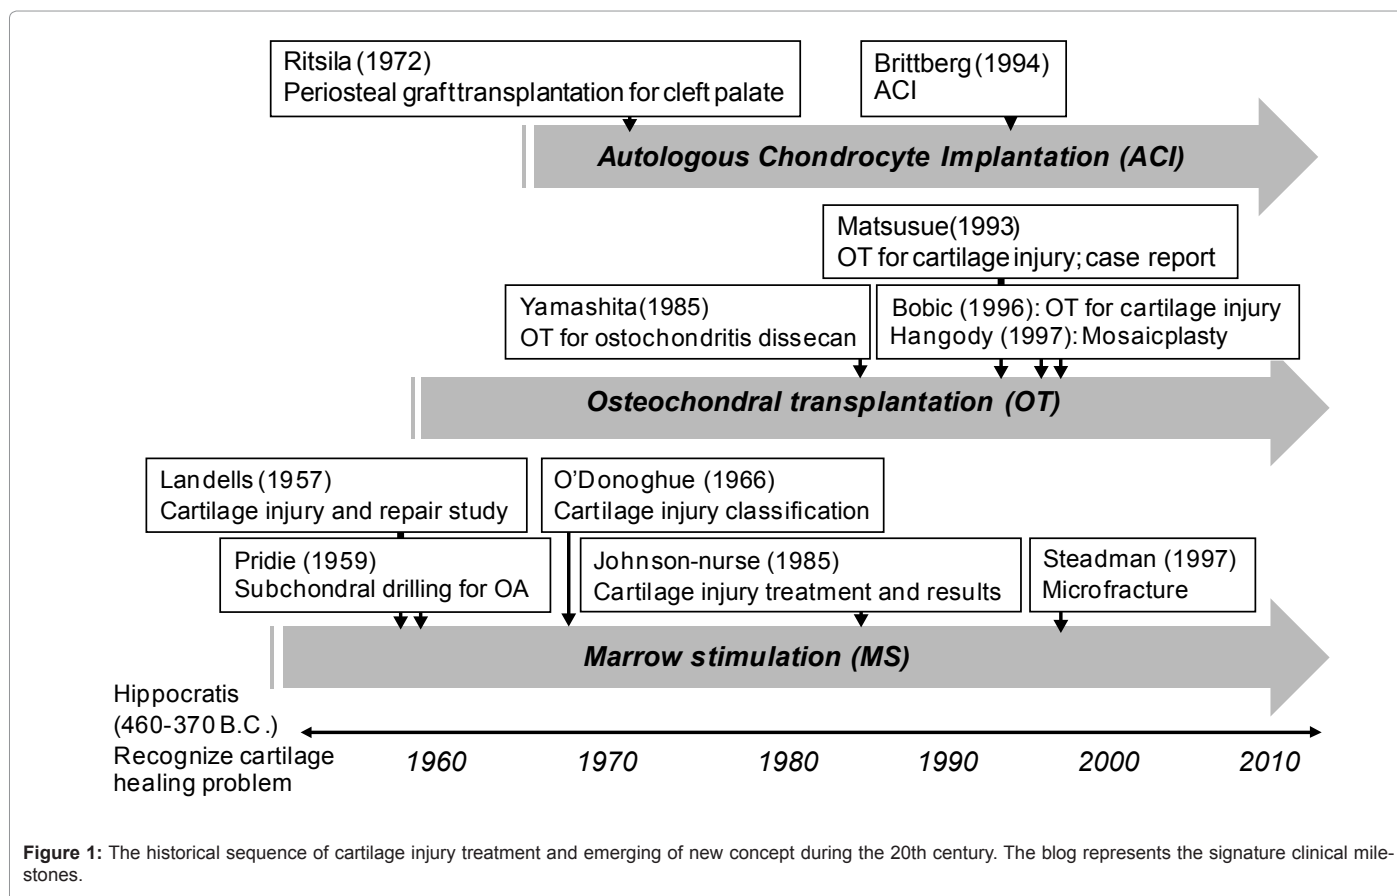 Ritsila (1972)
Periosteal graft transplantation for cleft palate
Brittberg (1994)
ACI
Autologous Chondrocyte Implantation (ACI)
Matsusue(1993)
OT for cartilage injury; case report
Yamashita(1985)
OT for ostochondritis dissecan
Bobic (1996): OT for cartilage injury
Hangody (1997): Mosaicplasty
Osteochondral transplantation (OT)
Landells (1957)
Cartilage injury and repair study
O'Donoghue (1966)
Cartilage injury classification
Pridie (1959)
Subchondral drilling for OA
Johnson-nurse (1985)
Cartilage injury treatment and results
Steadman (1997)
Microfracture
Marrow stimulation (MS)
Hippocratis
(460-370 B.C.)
Recognize cartilage
healing problem
1960 1970 1980 1990 2000 2010
Figure 1: The historical sequence of cartilage injury treatment and emerging of new concept during the 20th century. The blog represents the signature clinical mile-
stones.